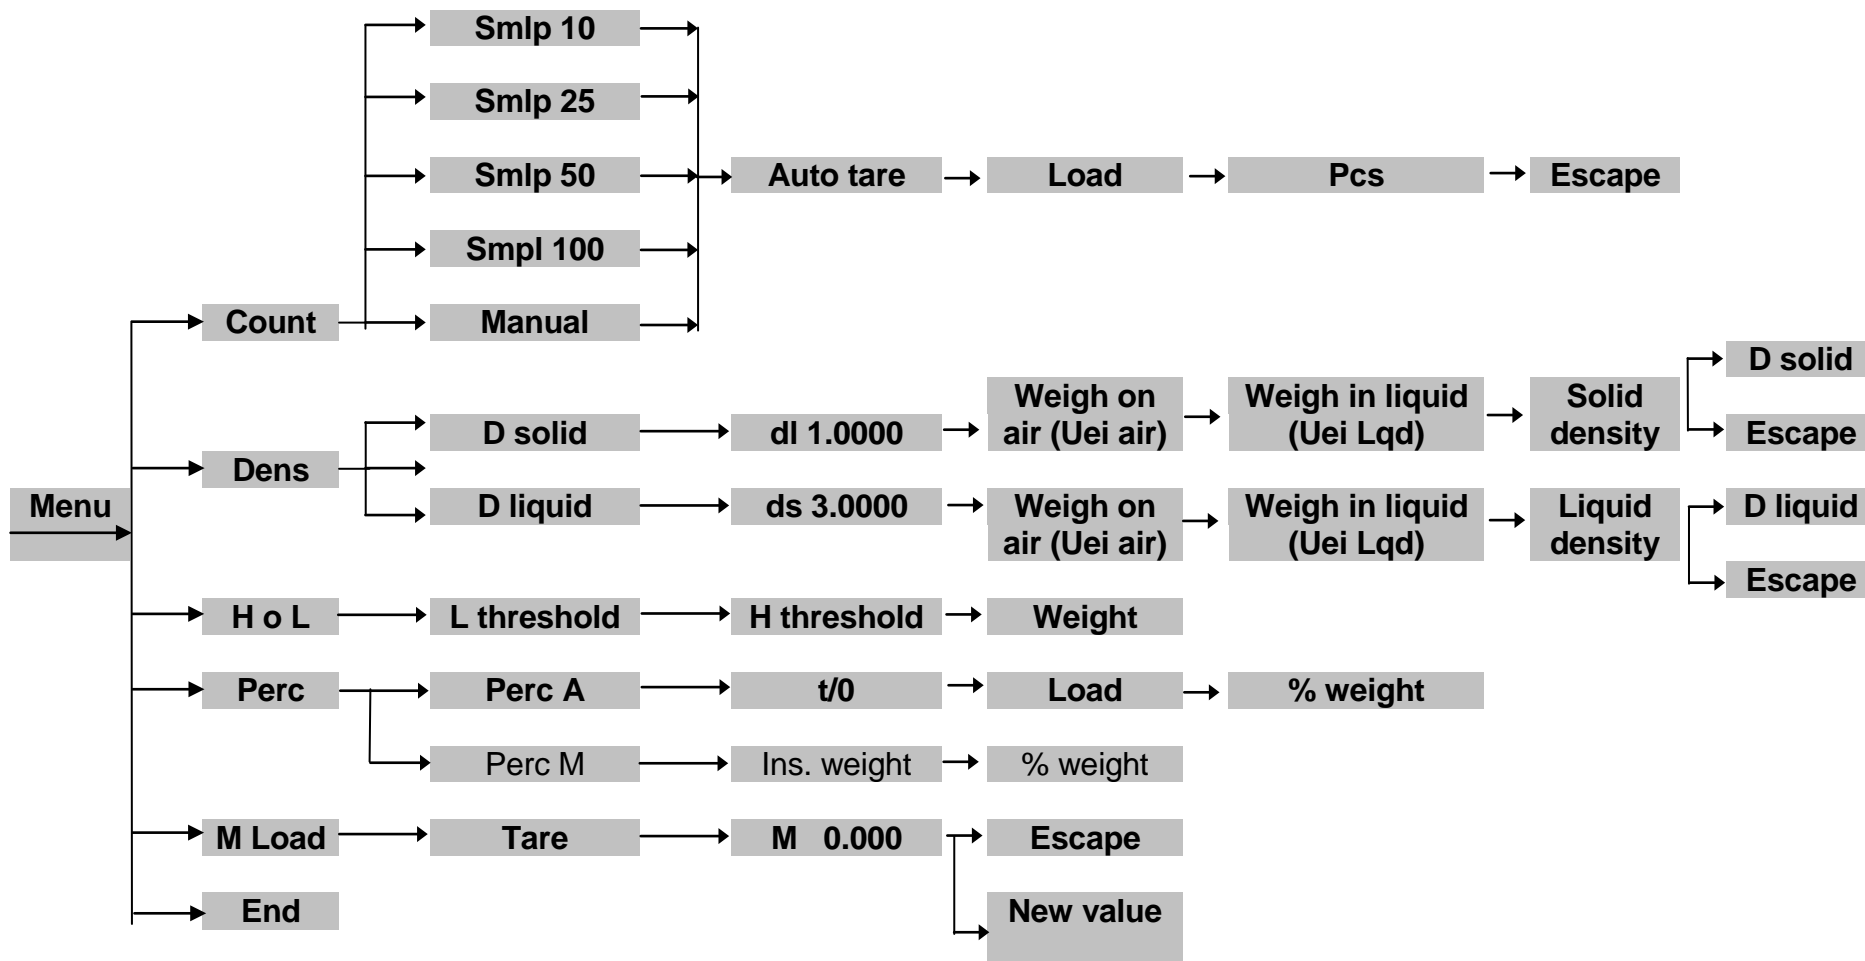 Smlp 10
Smlp 25
Smlp 50
Auto tare
Load
Pcs
Escape
Smpl 100
Count
Manual
D solid
Dens
D solid
dl 1.0000
Weigh on
air (Uei air)
Weigh in liquid
(Uei Lqd)
Solid
density
Escape
Menu
D liquid
ds 3.0000
Weigh on
air (Uei air)
Weigh in liquid
(Uei Lqd)
Liquid
density
D liquid
Escape
H o L
L threshold
H threshold
Weight
Perc
Perc A
t/0
Load
% weight
Perc M
Ins. weight
% weight
M Load
Tare
M 0.000
Escape
End
New value